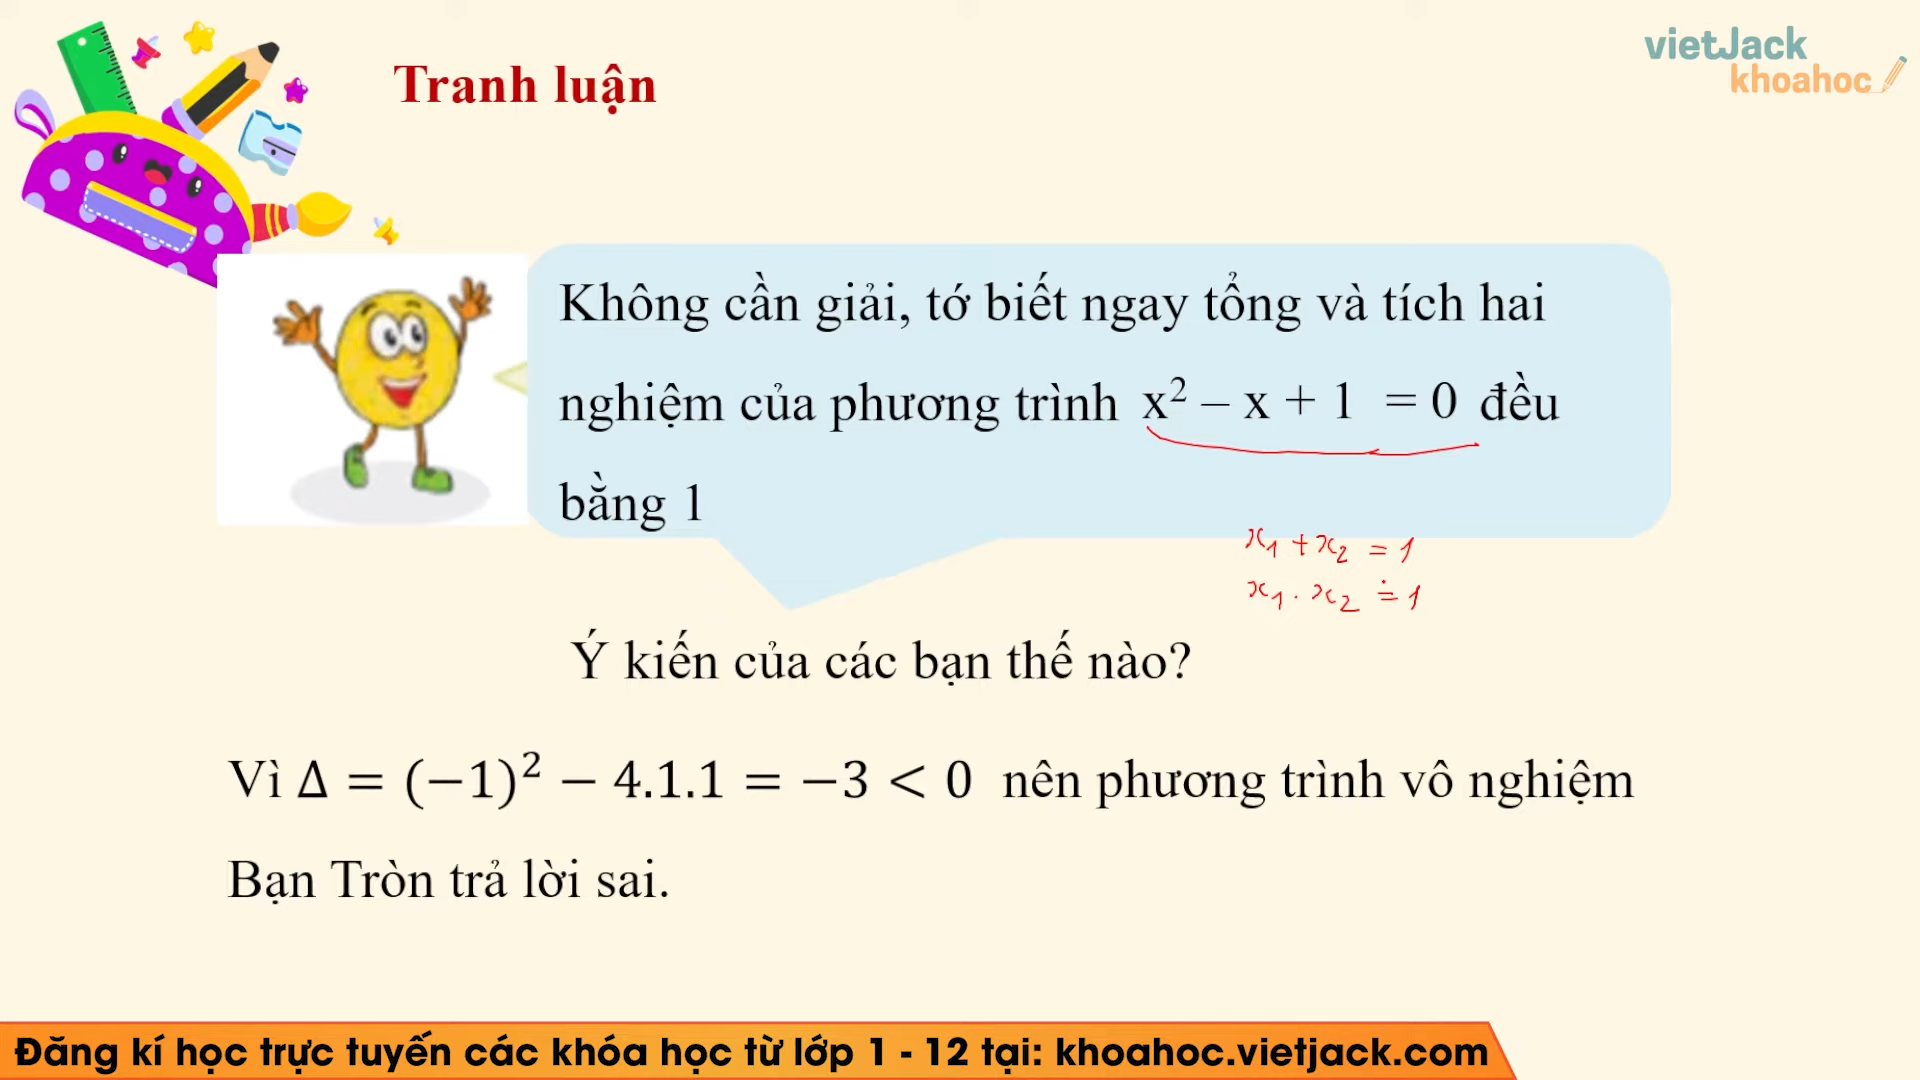 vietJack
khoahoc
Tranh luận
Không cần giải, tớ biết ngay tổng và tích hai
nghiệm của phương trình x² – x + 1 = 0 đều
bằng 1
x₁ + x₂ = 1
x₁ . x₂ = 1
Ý kiến của các bạn thế nào?
Vì Δ = (−1)² − 4.1.1 = −3 < 0 nên phương trình vô nghiệm
Bạn Tròn trả lời sai.
Đăng kí học trực tuyến các khóa học từ lớp 1 - 12 tại: khoahoc.vietjack.com